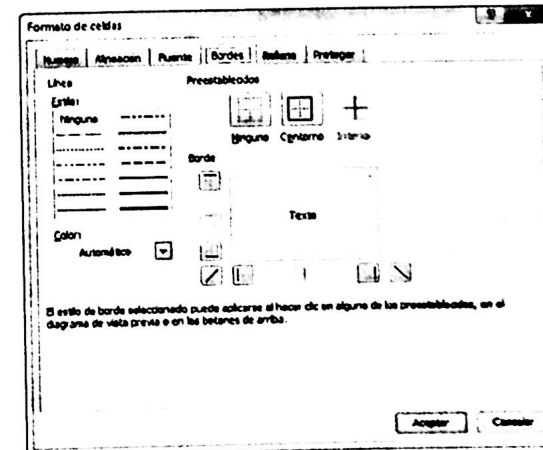 Formato de celdas
Número | Alineación | Fuente | Bordes | Relleno | Proteger
Línea
Preestablecidos
Estilo:
Ninguno
Ninguno Contorno Interior
Borde
Texto
Color:
Automático
El estilo de borde seleccionado puede aplicarse al hacer clic en alguno de los preestablecidos, en el
diagrama de vista previa o en los botones de arriba.
Aceptar
Cancelar